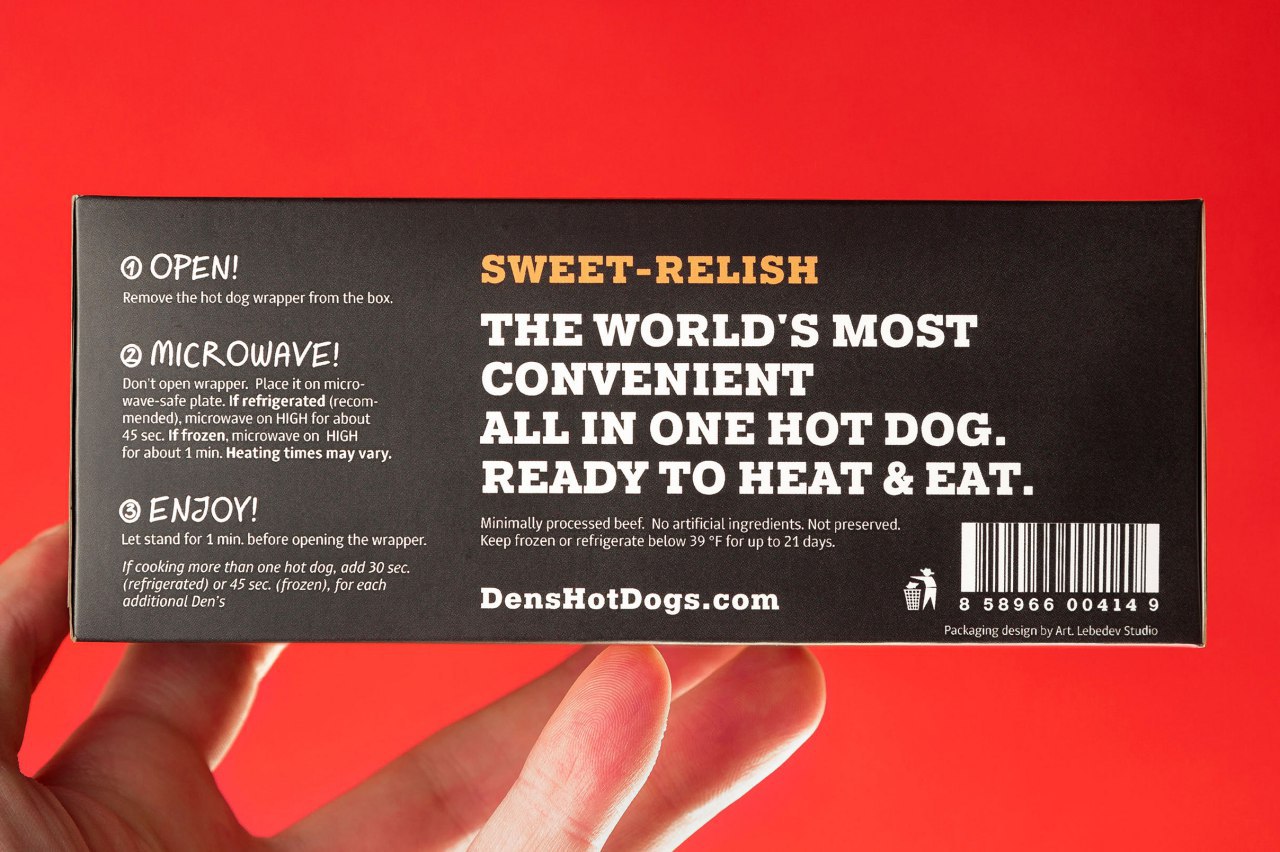 ① OPEN!
Remove the hot dog wrapper from the box.
② MICROWAVE!
Don't open wrapper. Place it on micro-
wave-safe plate. If refrigerated (recom-
mended), microwave on HIGH for about
45 sec. If frozen, microwave on HIGH
for about 1 min. Heating times may vary.
③ ENJOY!
Let stand for 1 min. before opening the wrapper.
If cooking more than one hot dog, add 30 sec.
(refrigerated) or 45 sec. (frozen), for each
additional Den's
SWEET-RELISH
THE WORLD'S MOST
CONVENIENT
ALL IN ONE HOT DOG.
READY TO HEAT & EAT.
Minimally processed beef. No artificial ingredients. Not preserved.
Keep frozen or refrigerate below 39 °F for up to 21 days.
DensHotDogs.com
8 58966 00414 9
Packaging design by Art. Lebedev Studio